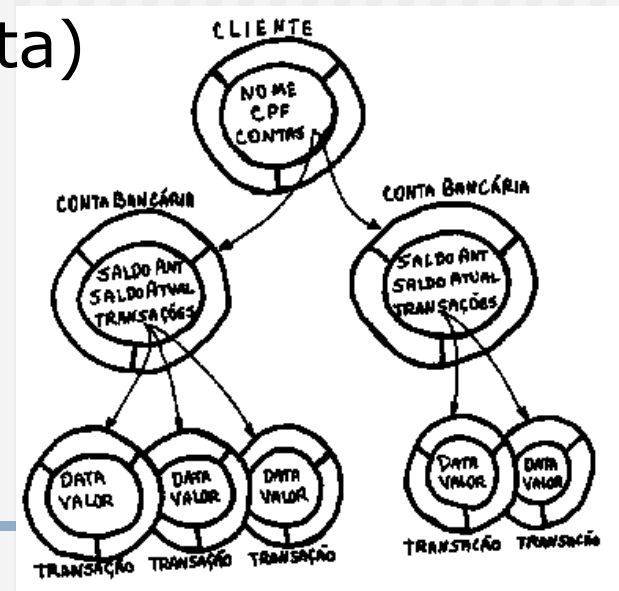 ta)
CLIENTE
NOME
CPF
CONTAS
CONTA BANCÁRIA
CONTA BANCÁRIA
SALDO ANT
SALDO ATUAL
TRANSAÇÕES
SALDO ANT
SALDO ATUAL
TRANSAÇÕES
DATA
VALOR
DATA
VALOR
DATA
VALOR
DATA
VALOR
DATA
VALOR
TRANSAÇÃO
TRANSAÇÃO
TRANSAÇÃO
TRANSAÇÃO
TRANSAÇÃO